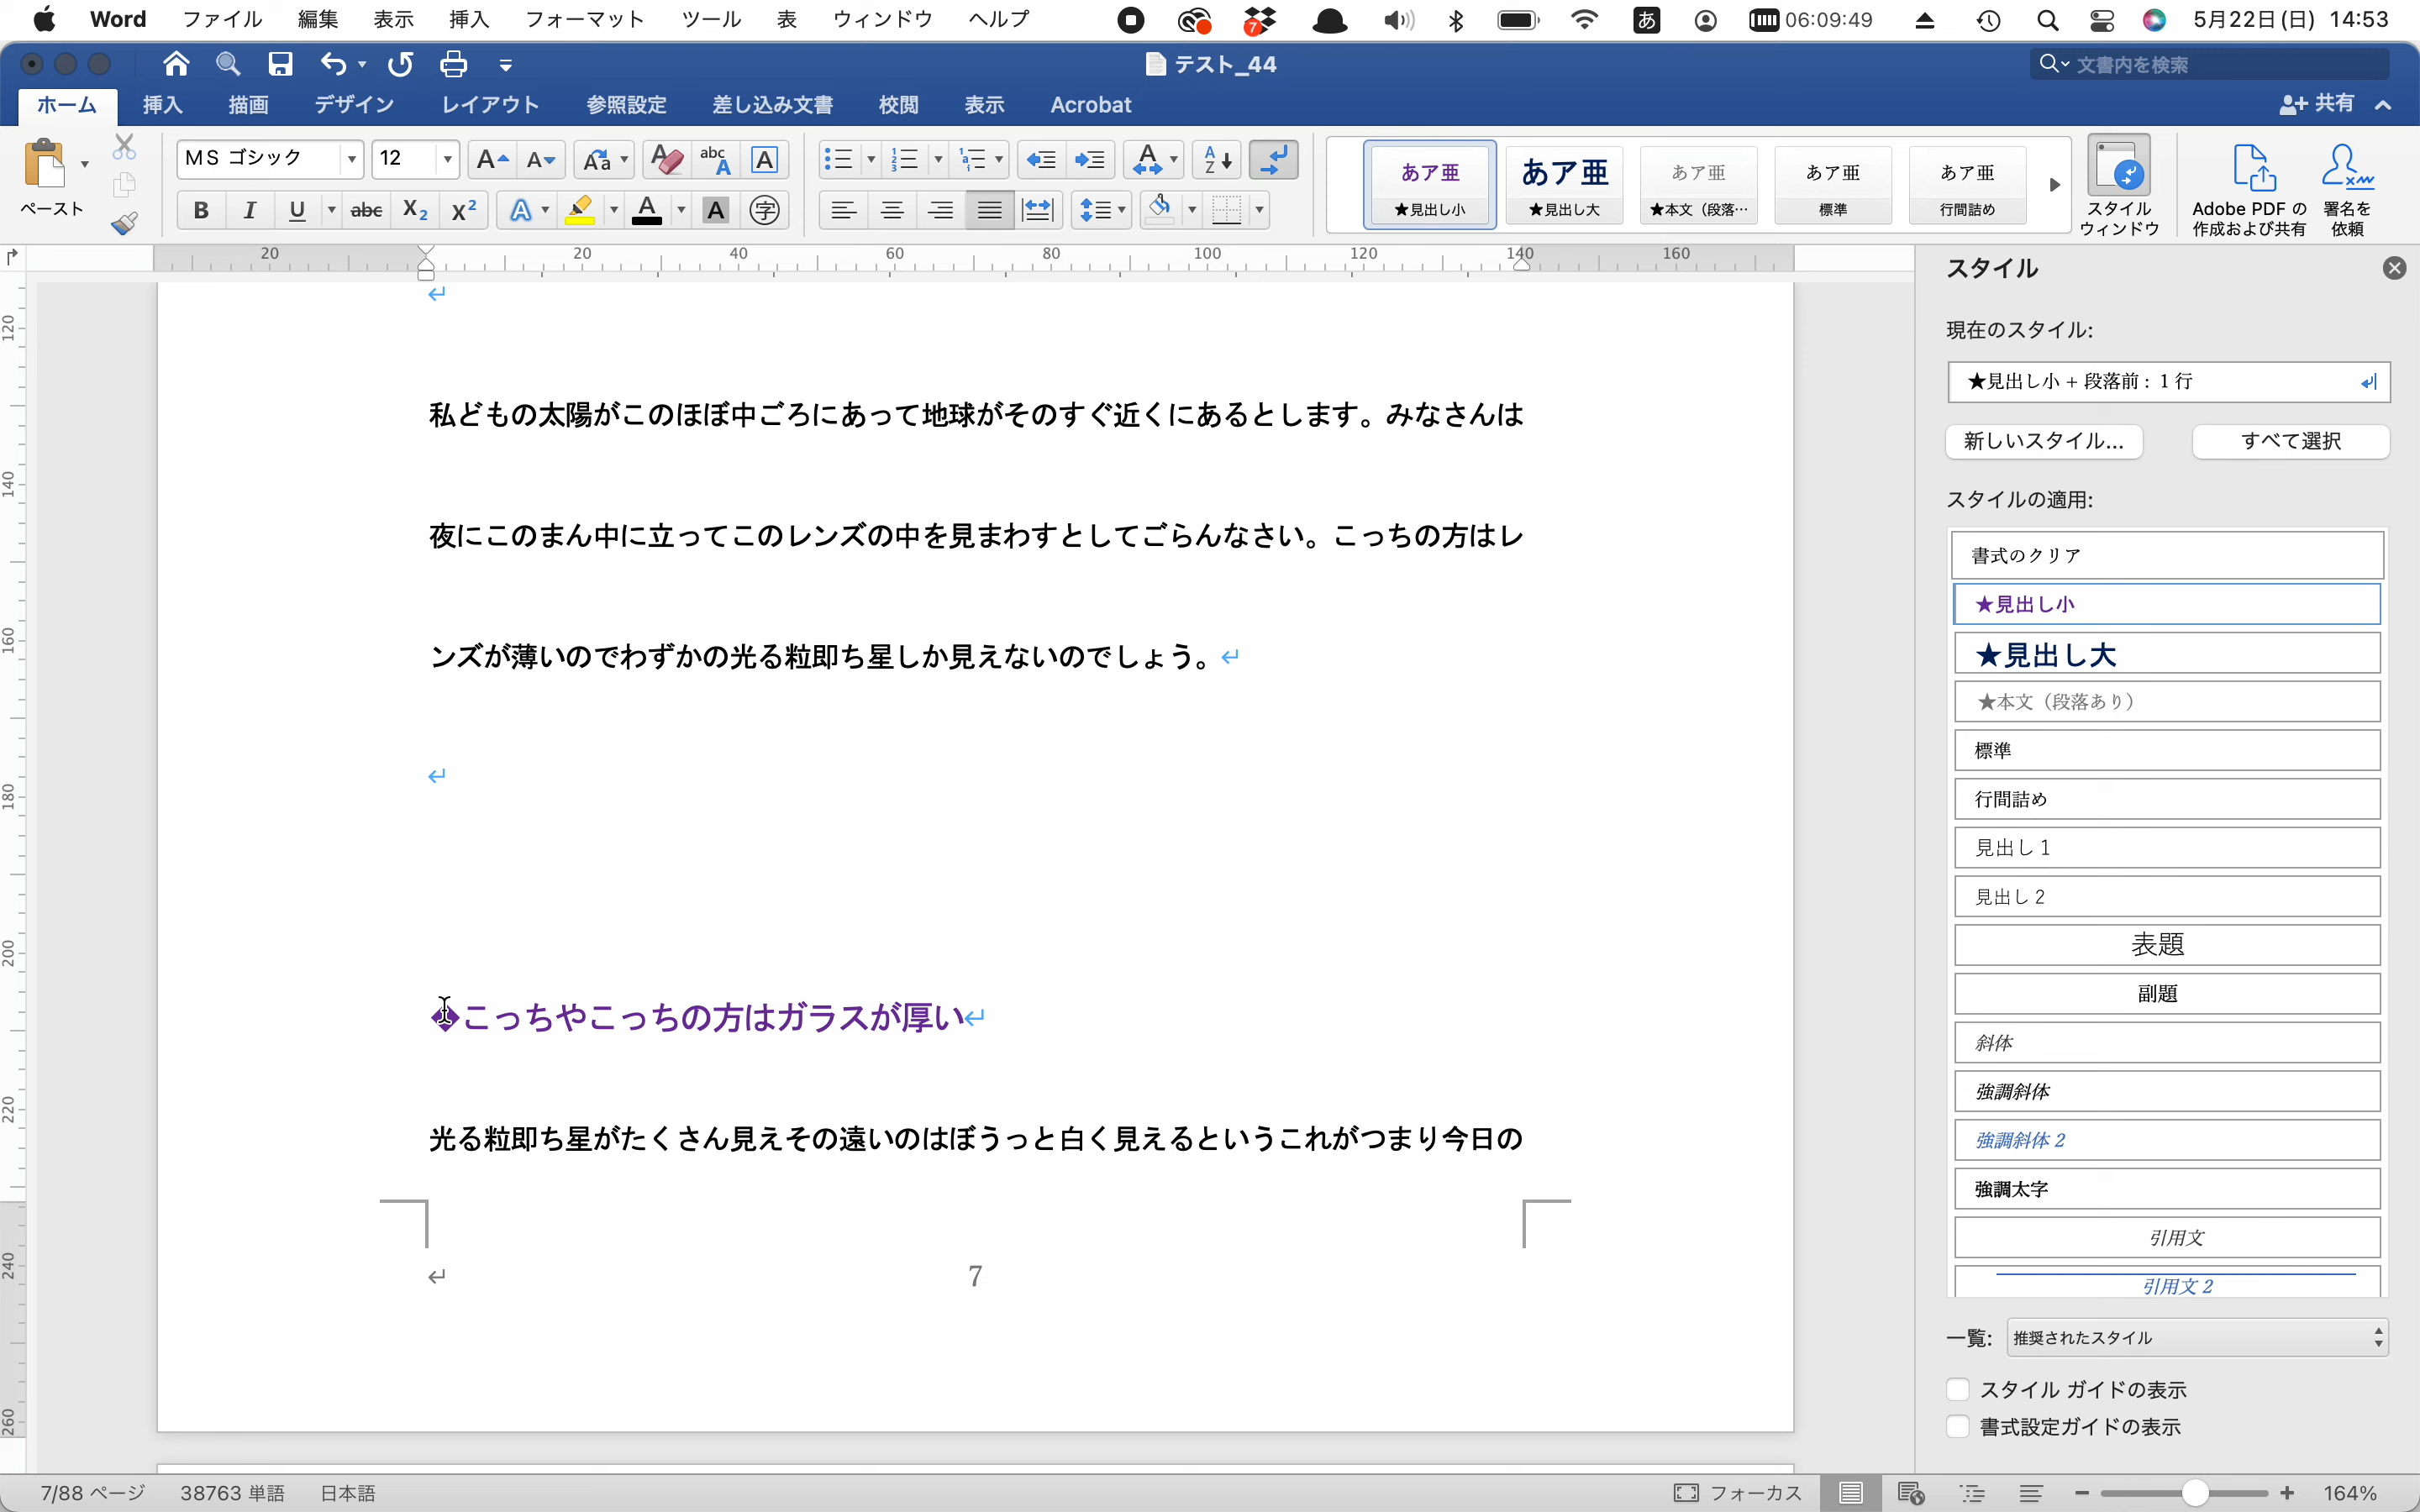 Word ファイル 編集 表示 挿入 フォーマット ツール 表 ウィンドウ ヘルプ 7 あ 06:09:49 5月22日(日) 14:53
テスト_44 文書内を検索
ホーム 挿入 描画 デザイン レイアウト 参照設定 差し込み文書 校閲 表示 Acrobat 共有
ペースト
MS ゴシック 12
あア亜 あア亜 あア亜 あア亜 あア亜
★見出し小 ★見出し大 ★本文(段落… 標準 行間詰め
スタイル
ウィンドウ
Adobe PDF の
作成および共有
署名を
依頼
20 20 40 60 80 100 120 140 160
120
140
160
180
200
220
240
260
私どもの太陽がこのほぼ中ごろにあって地球がそのすぐ近くにあるとします。みなさんは
夜にこのまん中に立ってこのレンズの中を見まわすとしてごらんなさい。こっちの方はレ
ンズが薄いのでわずかの光る粒即ち星しか見えないのでしょう。
◆こっちやこっちの方はガラスが厚い
光る粒即ち星がたくさん見えその遠いのはぼうっと白く見えるというこれがつまり今日の
7
スタイル
現在のスタイル:
★見出し小 + 段落前 : 1 行
新しいスタイル... すべて選択
スタイルの適用:
書式のクリア
★見出し小
★見出し大
★本文(段落あり)
標準
行間詰め
見出し 1
見出し 2
表題
副題
斜体
強調斜体
強調斜体 2
強調太字
引用文
引用文 2
一覧: 推奨されたスタイル
スタイル ガイドの表示
書式設定ガイドの表示
7/88 ページ 38763 単語 日本語 フォーカス 164%